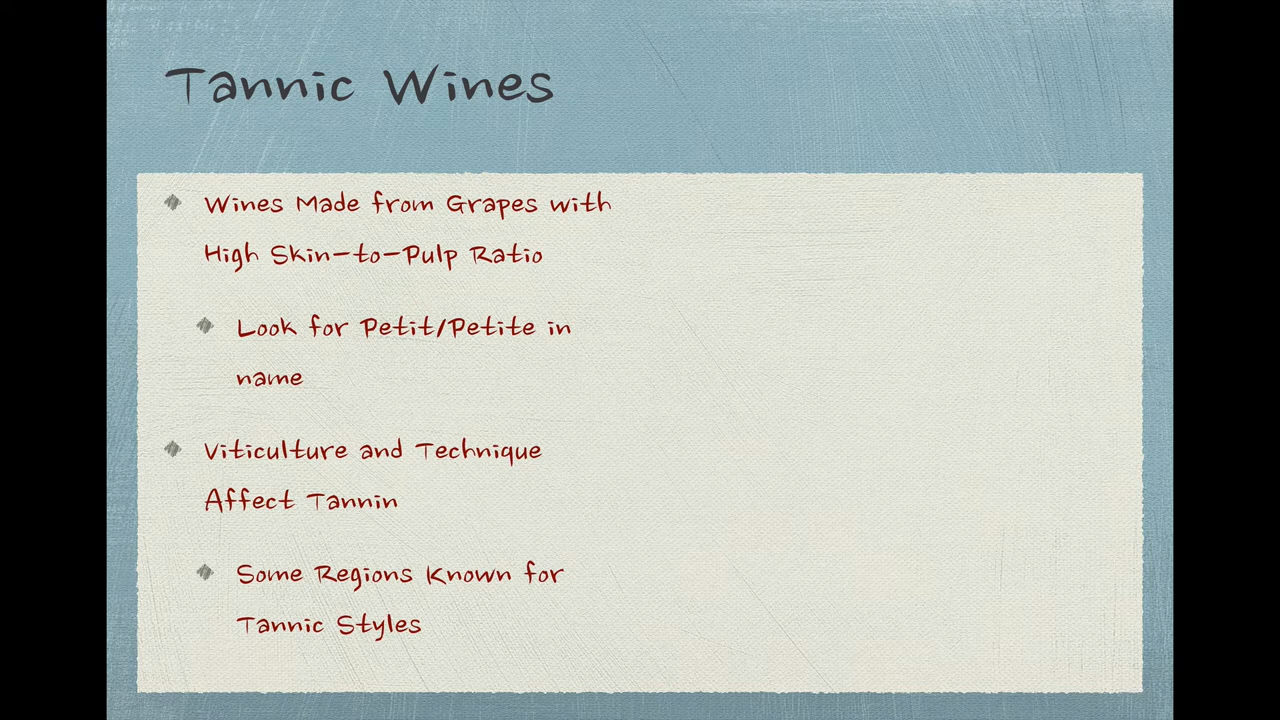 Tannic Wines
Wines Made from Grapes with
High Skin-to-Pulp Ratio
Look for Petit/Petite in
name
Viticulture and Technique
Affect Tannin
Some Regions Known for
Tannic Styles